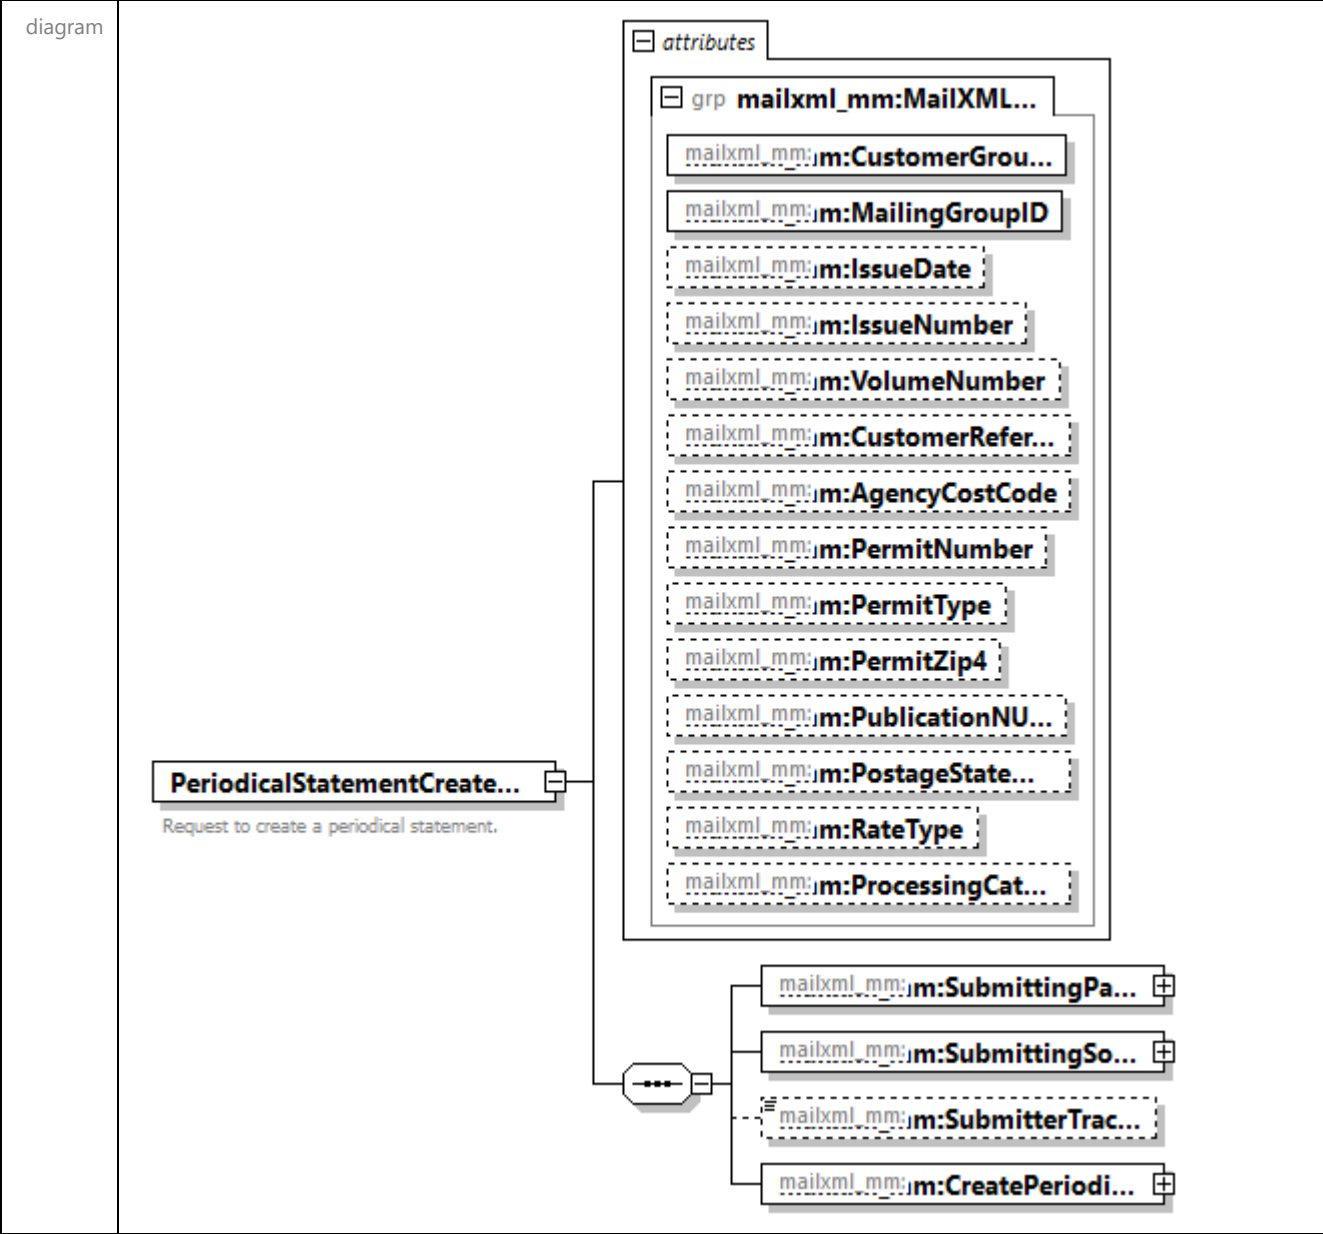 diagram
attributes
grp mailxml_mm:MailXML...
mailxml_mm:m:CustomerGrou...
mailxml_mm:m:MailingGroupID
mailxml_mm:m:IssueDate
mailxml_mm:m:IssueNumber
mailxml_mm:m:VolumeNumber
mailxml_mm:m:CustomerRefer...
mailxml_mm:m:AgencyCostCode
mailxml_mm:m:PermitNumber
mailxml_mm:m:PermitType
mailxml_mm:m:PermitZip4
mailxml_mm:m:PublicationNU...
mailxml_mm:m:PostageState...
mailxml_mm:m:RateType
mailxml_mm:m:ProcessingCat...
PeriodicalStatementCreate...
Request to create a periodical statement.
mailxml_mm:m:SubmittingPa...
mailxml_mm:m:SubmittingSo...
mailxml_mm:m:SubmitterTrac...
mailxml_mm:m:CreatePeriodi...